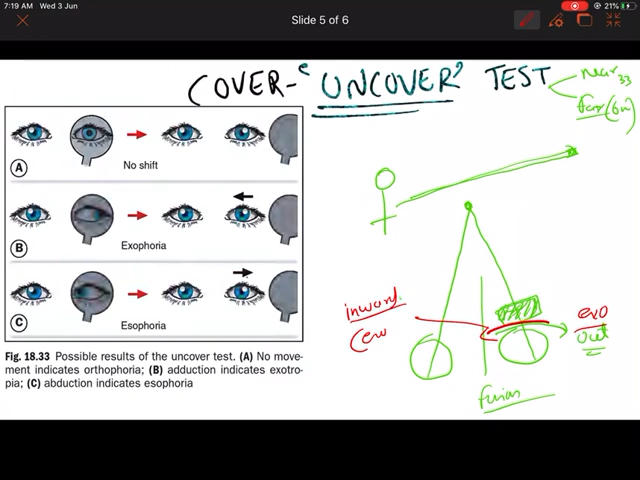 7:19 AM Wed 3 Jun
21%
Slide 5 of 6
COVER- UNCOVER TEST
near 33
far (6m)
A
No shift
B
Exophoria
C
Esophoria
Fig. 18.33 Possible results of the uncover test. (A) No move-
ment indicates orthophoria; (B) adduction indicates exotro-
pia; (C) abduction indicates esophoria
inward
exo
out